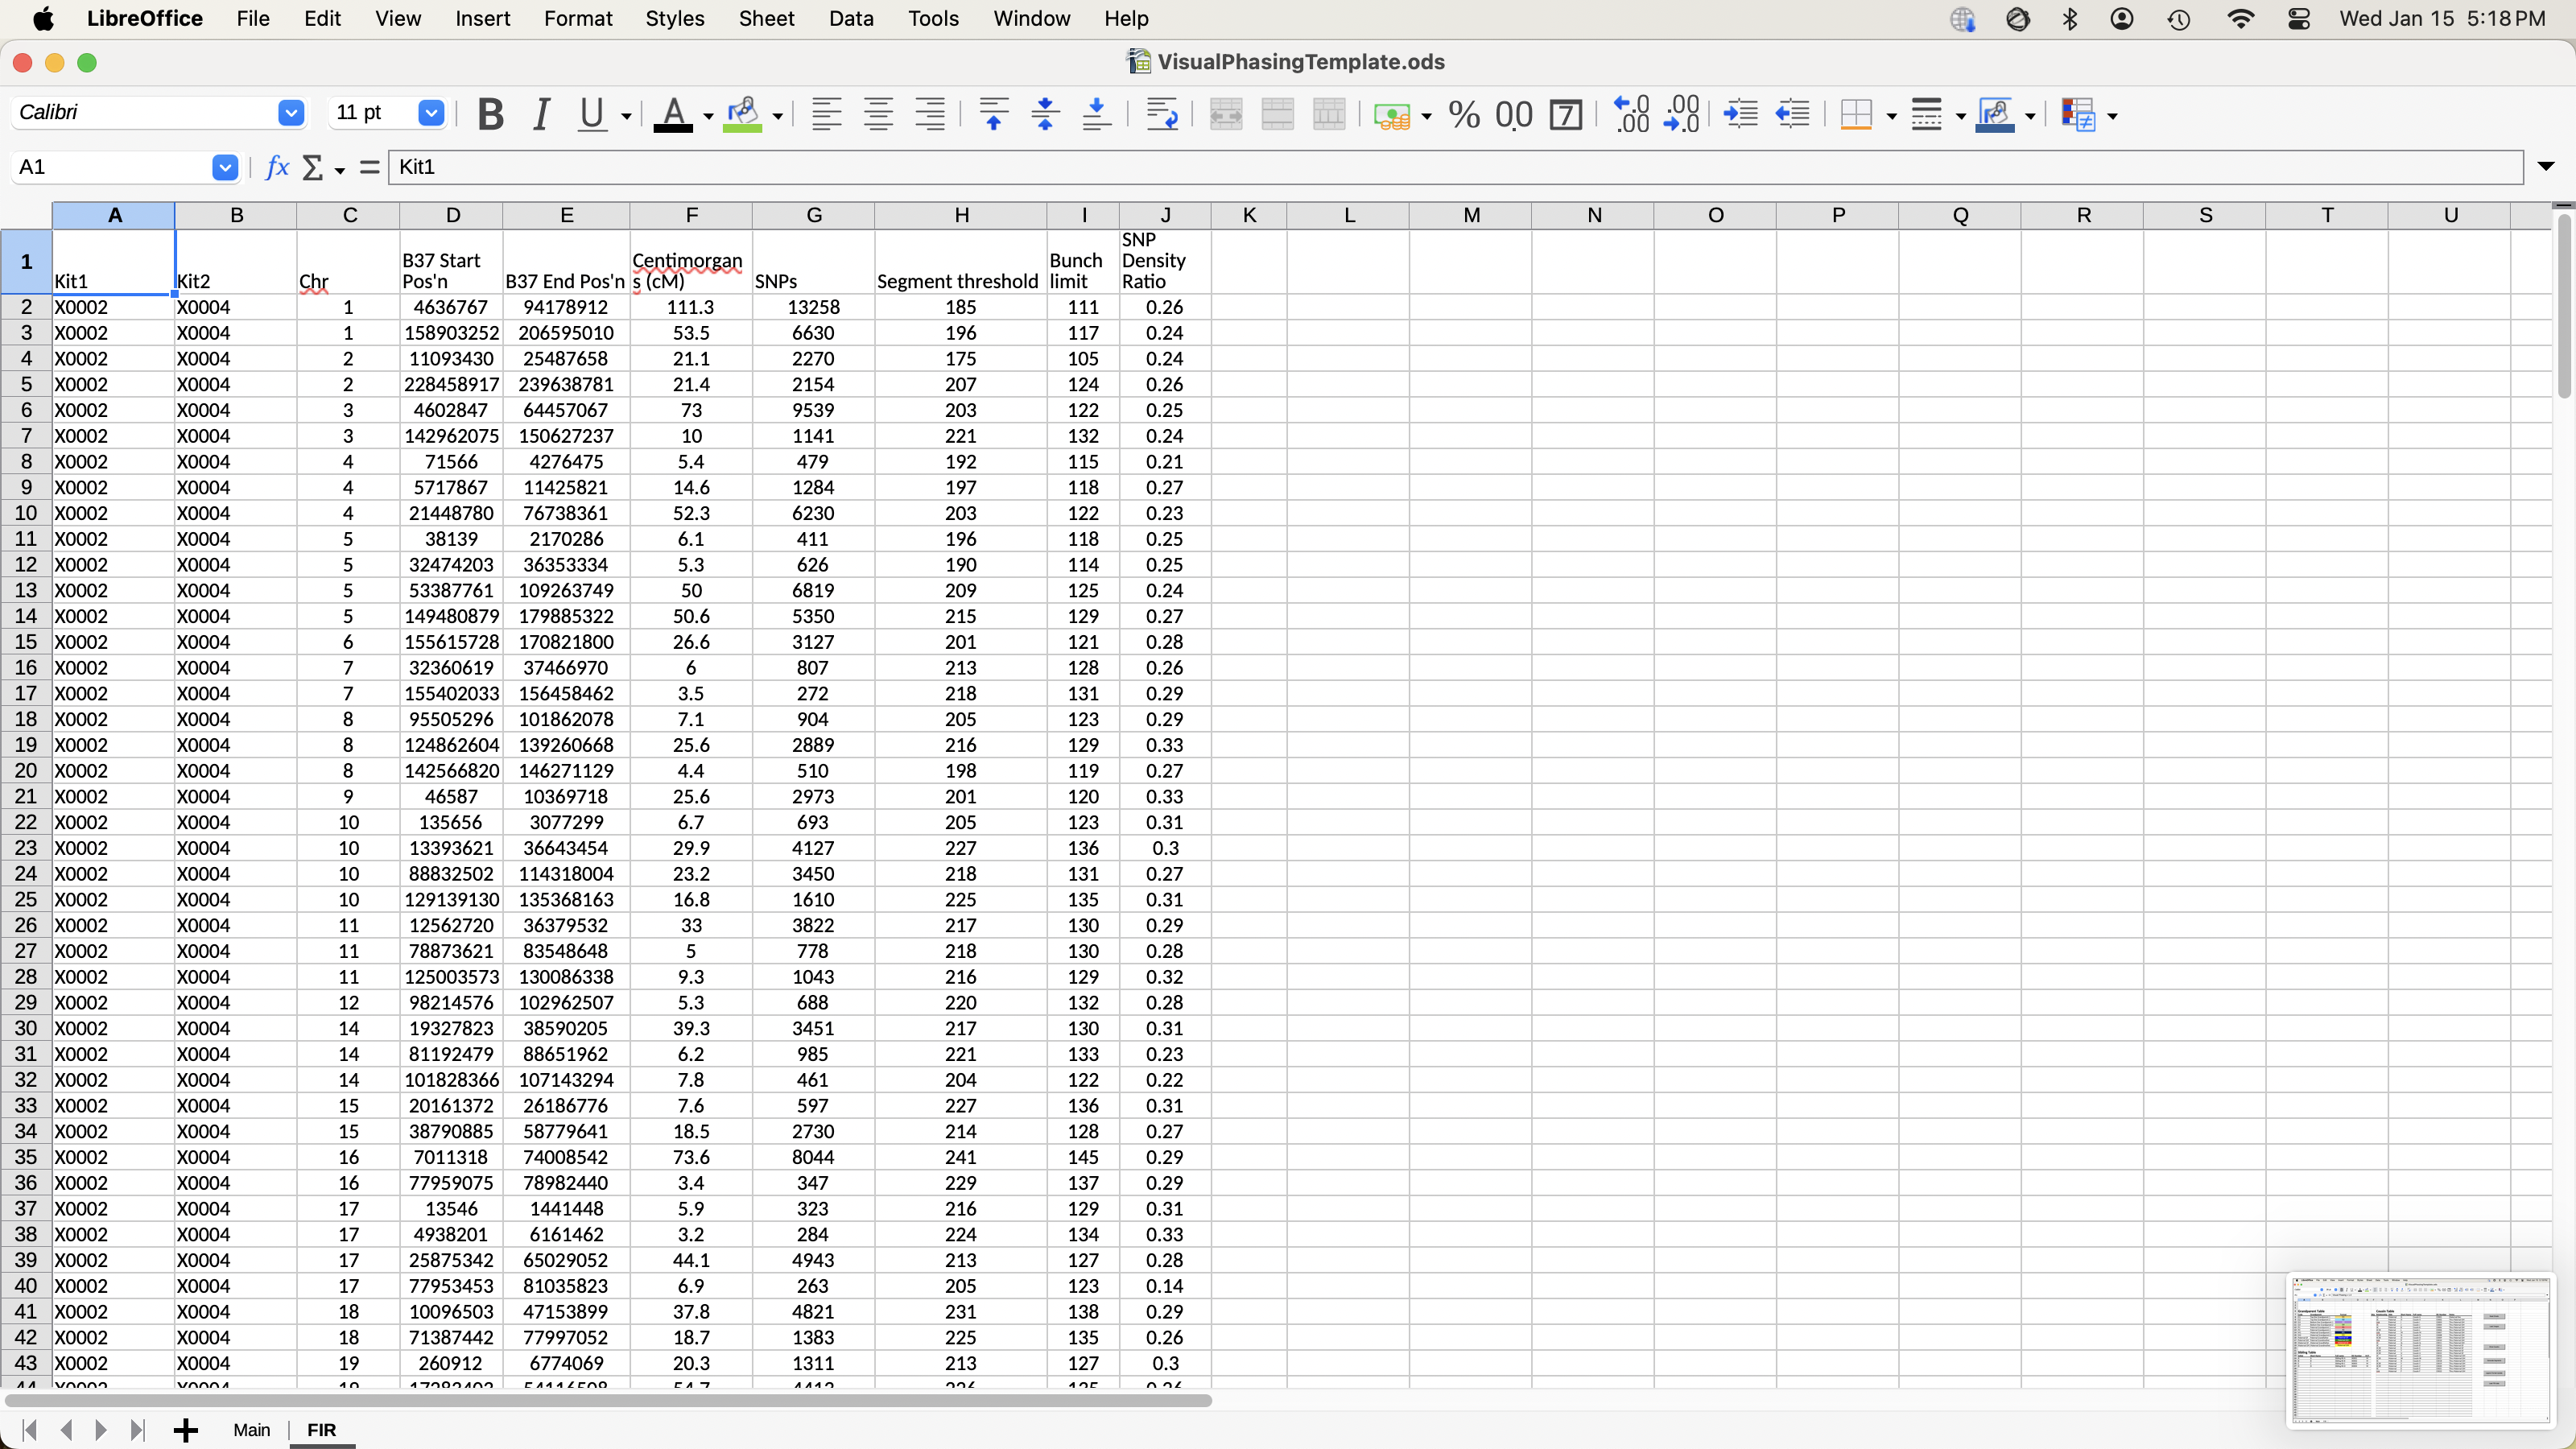 LibreOffice File Edit View Insert Format Styles Sheet Data Tools Window Help Wed Jan 15 5:18 PM
VisualPhasingTemplate.ods
Calibri 11 pt B I U A % 0.0 7 .0 .00 .00 .0
A1 fx Σ = Kit1
A B C D E F G H I J K L M N O P Q R S T U
1 Kit1 Kit2 Chr B37 Start Pos'n B37 End Pos'n Centimorgans (cM) SNPs Segment threshold Bunch limit SNP Density Ratio
2 X0002 X0004 1 4636767 94178912 111.3 13258 185 111 0.26
3 X0002 X0004 1 158903252 206595010 53.5 6630 196 117 0.24
4 X0002 X0004 2 11093430 25487658 21.1 2270 175 105 0.24
5 X0002 X0004 2 228458917 239638781 21.4 2154 207 124 0.26
6 X0002 X0004 3 4602847 64457067 73 9539 203 122 0.25
7 X0002 X0004 3 142962075 150627237 10 1141 221 132 0.24
8 X0002 X0004 4 71566 4276475 5.4 479 192 115 0.21
9 X0002 X0004 4 5717867 11425821 14.6 1284 197 118 0.27
10 X0002 X0004 4 21448780 76738361 52.3 6230 203 122 0.23
11 X0002 X0004 5 38139 2170286 6.1 411 196 118 0.25
12 X0002 X0004 5 32474203 36353334 5.3 626 190 114 0.25
13 X0002 X0004 5 53387761 109263749 50 6819 209 125 0.24
14 X0002 X0004 5 149480879 179885322 50.6 5350 215 129 0.27
15 X0002 X0004 6 155615728 170821800 26.6 3127 201 121 0.28
16 X0002 X0004 7 32360619 37466970 6 807 213 128 0.26
17 X0002 X0004 7 155402033 156458462 3.5 272 218 131 0.29
18 X0002 X0004 8 95505296 101862078 7.1 904 205 123 0.29
19 X0002 X0004 8 124862604 139260668 25.6 2889 216 129 0.33
20 X0002 X0004 8 142566820 146271129 4.4 510 198 119 0.27
21 X0002 X0004 9 46587 10369718 25.6 2973 201 120 0.33
22 X0002 X0004 10 135656 3077299 6.7 693 205 123 0.31
23 X0002 X0004 10 13393621 36643454 29.9 4127 227 136 0.3
24 X0002 X0004 10 88832502 114318004 23.2 3450 218 131 0.27
25 X0002 X0004 10 129139130 135368163 16.8 1610 225 135 0.31
26 X0002 X0004 11 12562720 36379532 33 3822 217 130 0.29
27 X0002 X0004 11 78873621 83548648 5 778 218 130 0.28
28 X0002 X0004 11 125003573 130086338 9.3 1043 216 129 0.32
29 X0002 X0004 12 98214576 102962507 5.3 688 220 132 0.28
30 X0002 X0004 14 19327823 38590205 39.3 3451 217 130 0.31
31 X0002 X0004 14 81192479 88651962 6.2 985 221 133 0.23
32 X0002 X0004 14 101828366 107143294 7.8 461 204 122 0.22
33 X0002 X0004 15 20161372 26186776 7.6 597 227 136 0.31
34 X0002 X0004 15 38790885 58779641 18.5 2730 214 128 0.27
35 X0002 X0004 16 7011318 74008542 73.6 8044 241 145 0.29
36 X0002 X0004 16 77959075 78982440 3.4 347 229 137 0.29
37 X0002 X0004 17 13546 1441448 5.9 323 216 129 0.31
38 X0002 X0004 17 4938201 6161462 3.2 284 224 134 0.33
39 X0002 X0004 17 25875342 65029052 44.1 4943 213 127 0.28
40 X0002 X0004 17 77953453 81035823 6.9 263 205 123 0.14
41 X0002 X0004 18 10096503 47153899 37.8 4821 231 138 0.29
42 X0002 X0004 18 71387442 77997052 18.7 1383 225 135 0.26
43 X0002 X0004 19 260912 6774069 20.3 1311 213 127 0.3
Main FIR